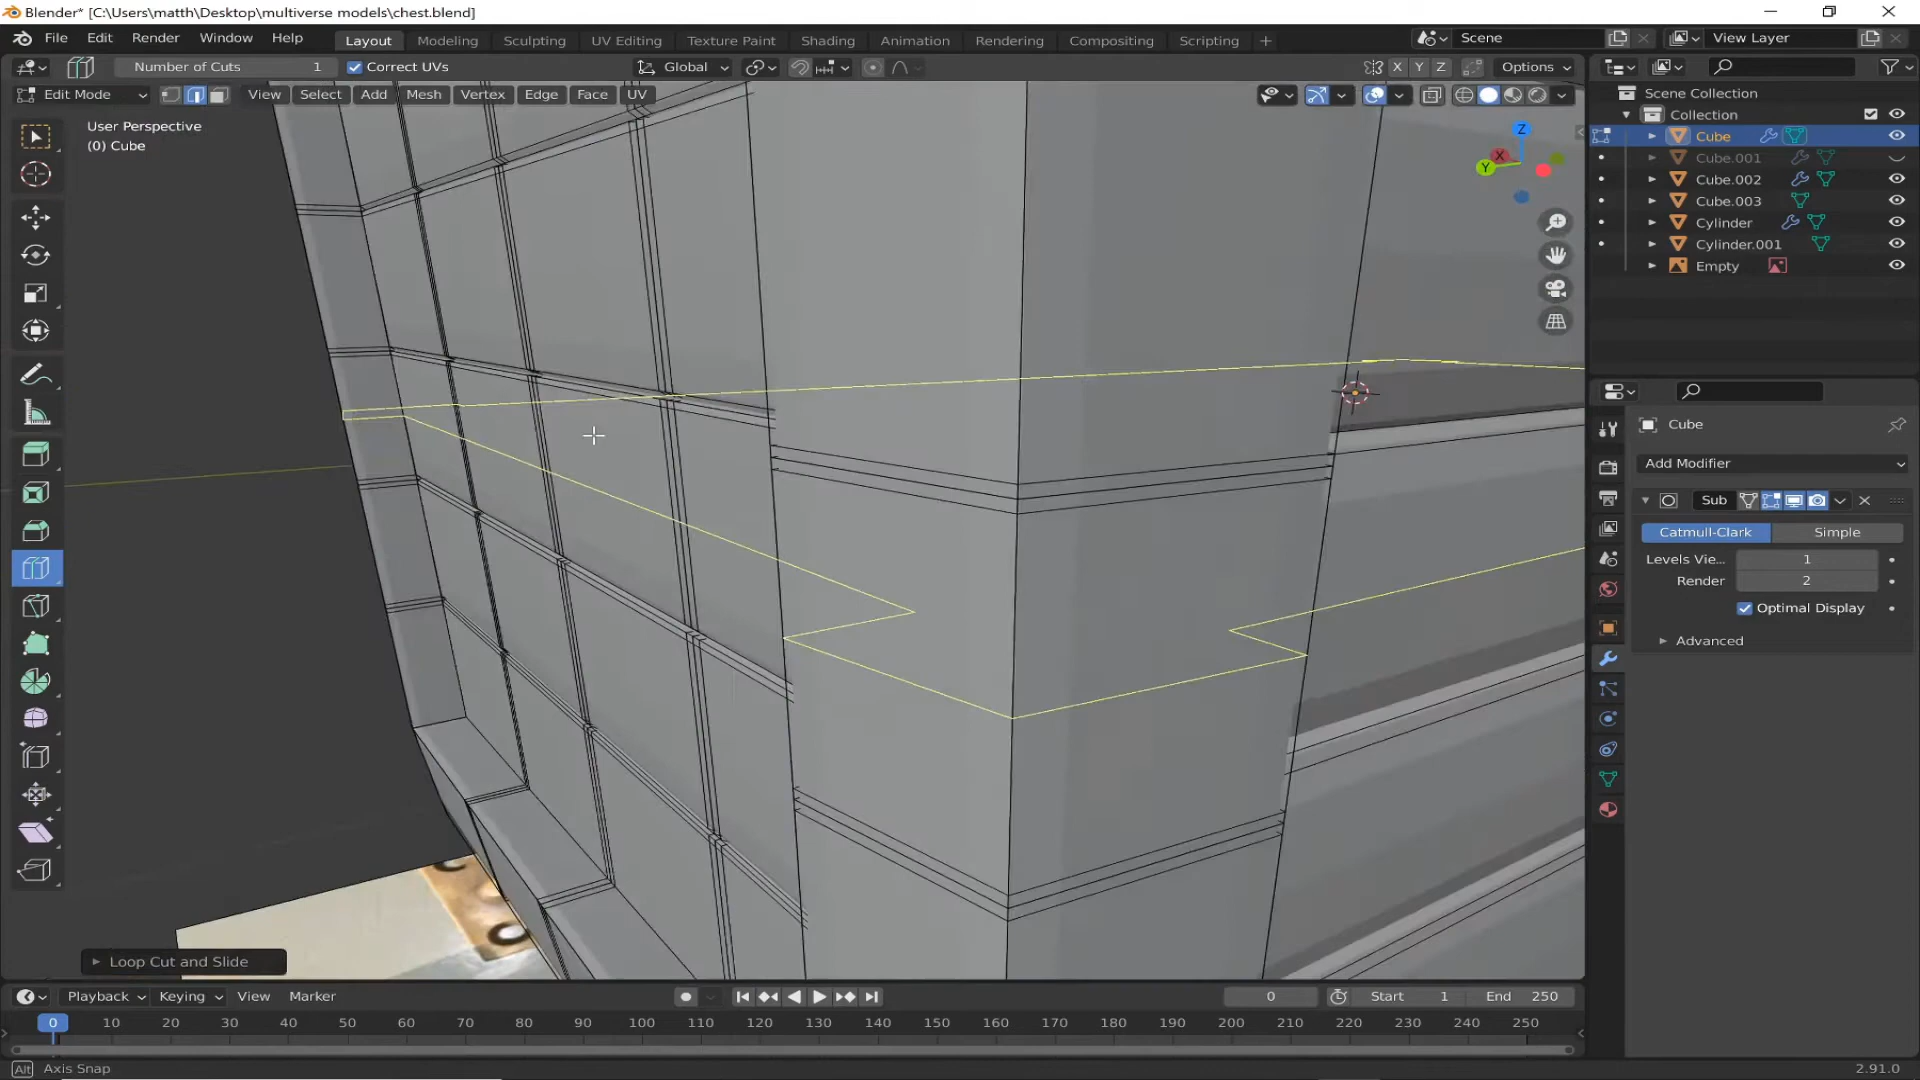 Blender* [C:\Users\matth\Desktop\multiverse models\chest.blend]
File Edit Render Window Help Layout Modeling Sculpting UV Editing Texture Paint Shading Animation Rendering Compositing Scripting + Scene View Layer
Number of Cuts 1 Correct UVs Global X Y Z Options
Edit Mode View Select Add Mesh Vertex Edge Face UV
User Perspective
(0) Cube
Z
X
Y
Scene Collection
Collection
Cube
Cube.001
Cube.002
Cube.003
Cylinder
Cylinder.001
Empty
Cube
Add Modifier
Sub
Catmull-Clark Simple
Levels Vie... 1
Render 2
Optimal Display
Advanced
Loop Cut and Slide
Playback Keying View Marker 0 Start 1 End 250
0 10 20 30 40 50 60 70 80 90 100 110 120 130 140 150 160 170 180 190 200 210 220 230 240 250
Alt Axis Snap 2.91.0